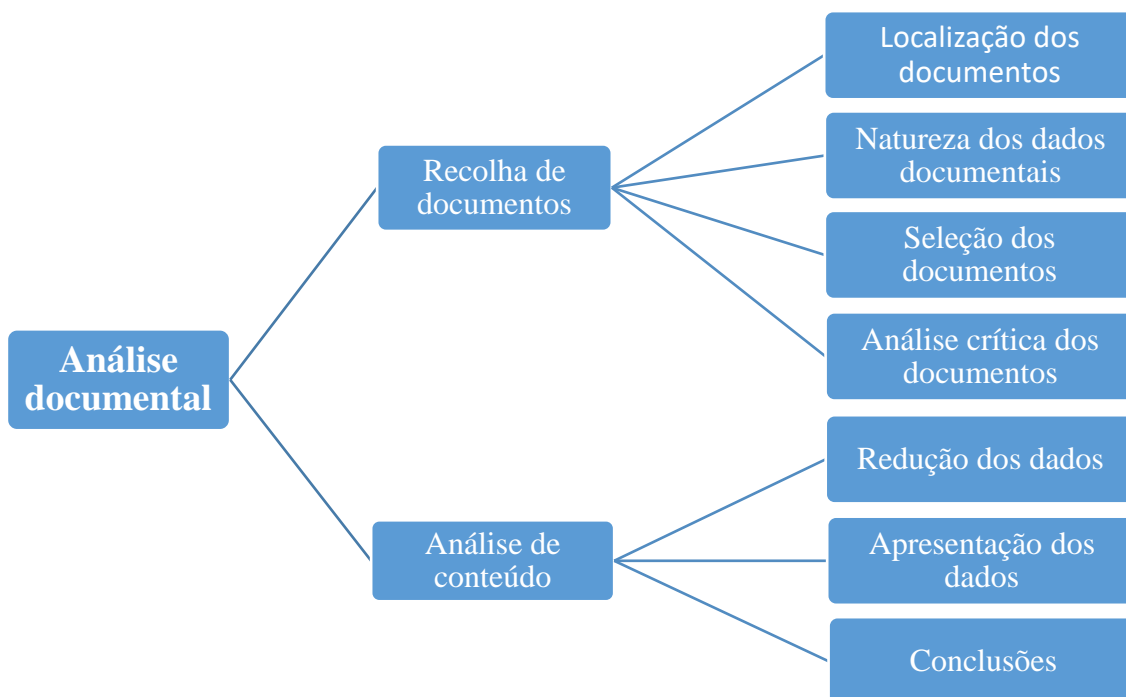 Localização dos
documentos
Natureza dos dados
documentais
Recolha de
documentos
Seleção dos
documentos
Análise crítica dos
documentos
Análise
documental
Redução dos dados
Análise de
conteúdo
Apresentação dos
dados
Conclusões